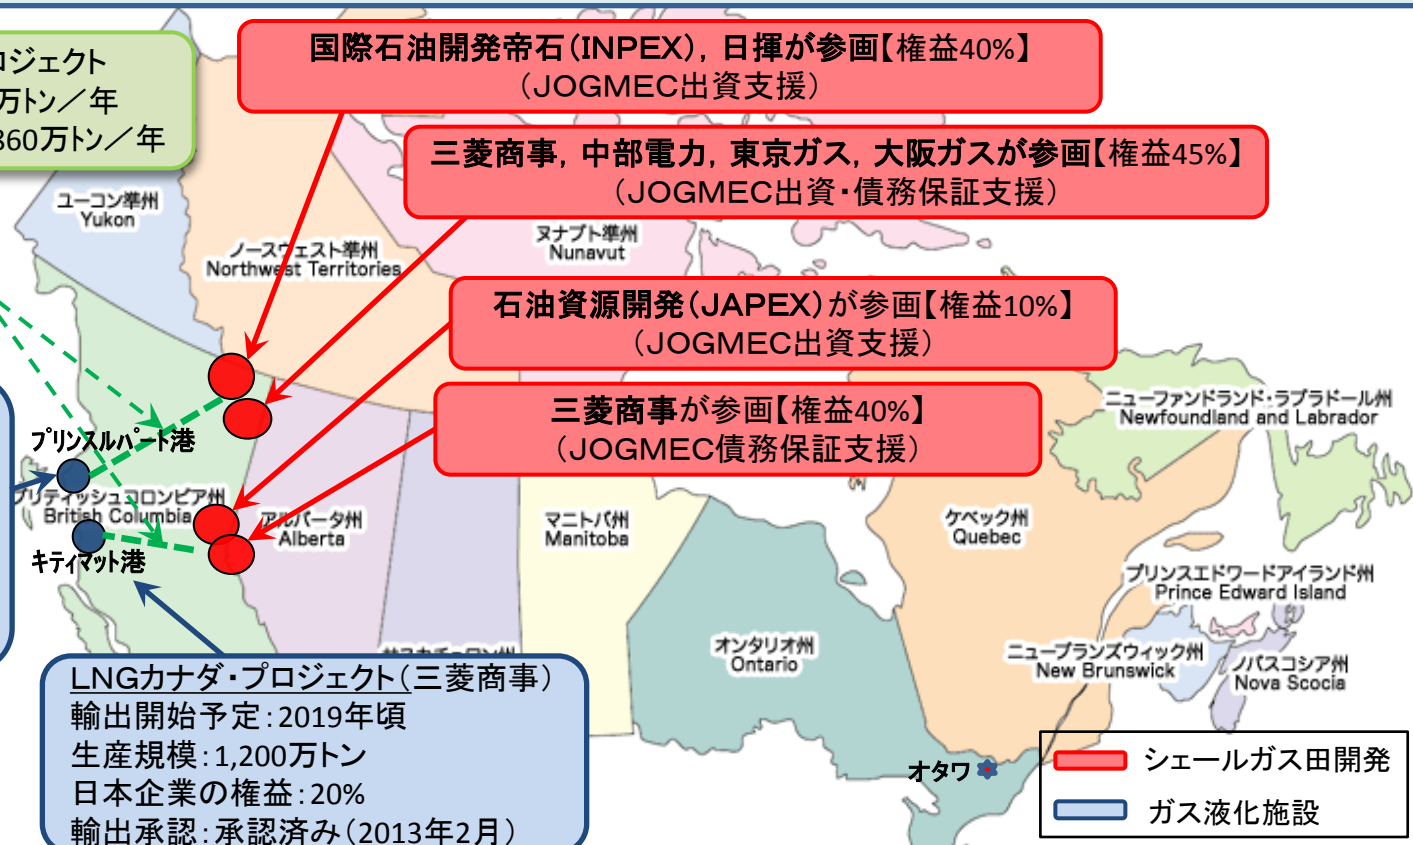 ロジェクト
万トン／年
860万トン／年
国際石油開発帝石（INPEX），日揮が参画【権益40%】
（JOGMEC出資支援）
三菱商事，中部電力，東京ガス，大阪ガスが参画【権益45%】
（JOGMEC出資・債務保証支援）
ユーコン準州
Yukon
ノースウェスト準州
Northwest Territories
ヌナブト準州
Nunavut
石油資源開発（JAPEX）が参画【権益10%】
（JOGMEC出資支援）
三菱商事が参画【権益40%】
（JOGMEC債務保証支援）
ニューファンドランド・ラブラドール州
Newfoundland and Labrador
プリンスルパート港
ブリティッシュコロンビア州
British Columbia
キティマット港
アルバータ州
Alberta
マニトバ州
Manitoba
ケベック州
Quebec
プリンスエドワードアイランド州
Prince Edward Island
オンタリオ州
Ontario
ニューブランズウィック州
New Brunswick
ノバスコシア州
Nova Scocia
LNGカナダ・プロジェクト（三菱商事）
輸出開始予定：2019年頃
生産規模：1,200万トン
日本企業の権益：20%
輸出承認：承認済み（2013年2月）
オタワ
シェールガス田開発
ガス液化施設